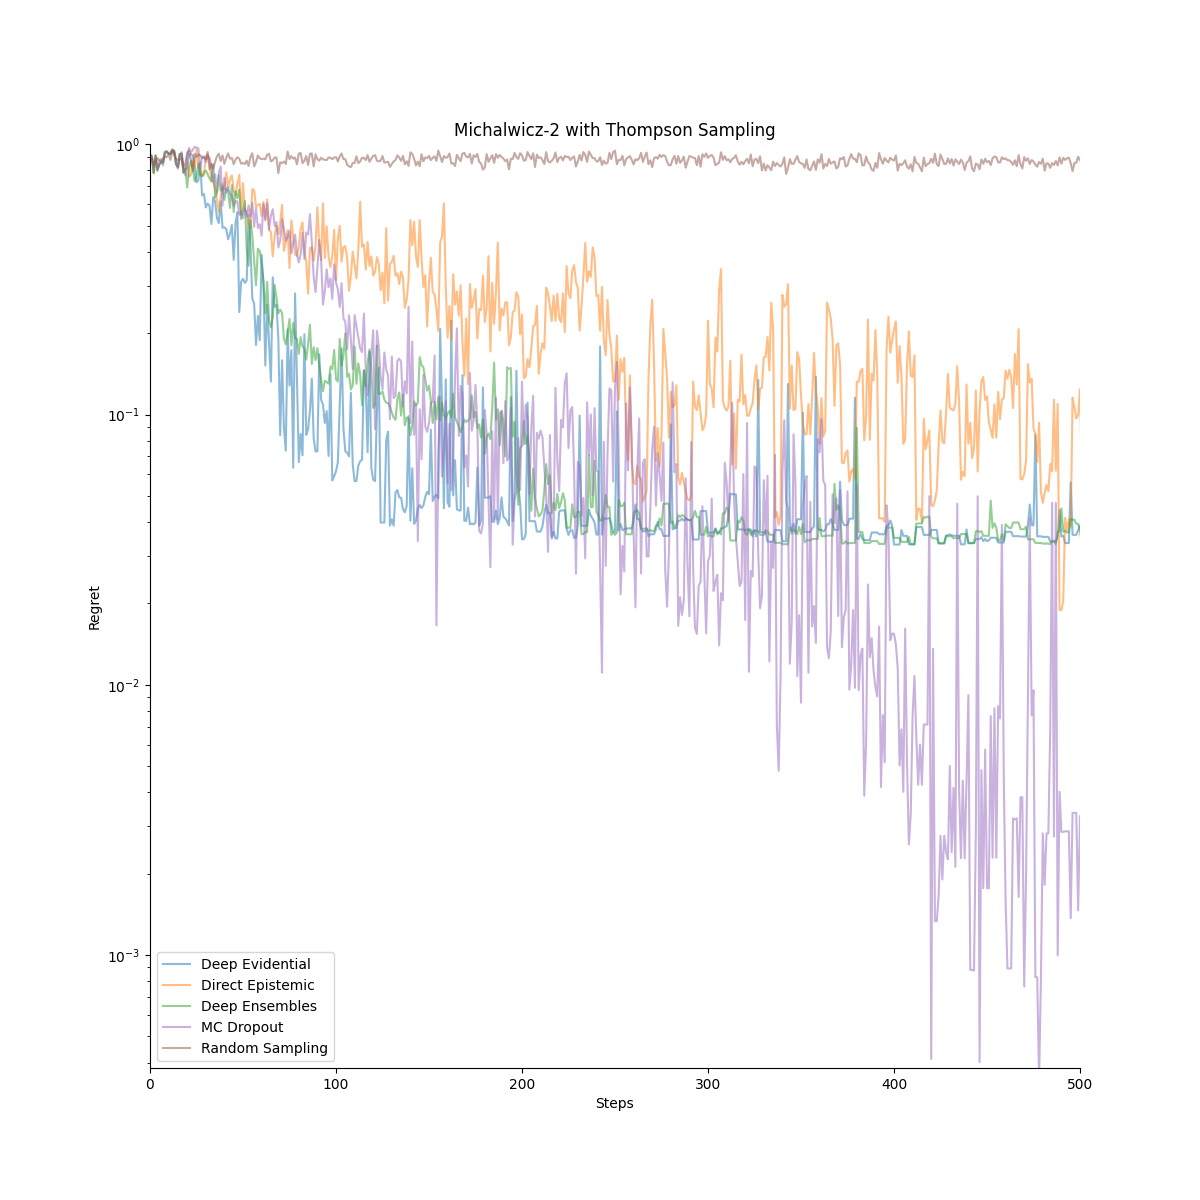 Michalwicz-2 with Thompson Sampling
10⁰
10⁻¹
10⁻²
10⁻³
Regret
Deep Evidential
Direct Epistemic
Deep Ensembles
MC Dropout
Random Sampling
0 100 200 300 400 500
Steps